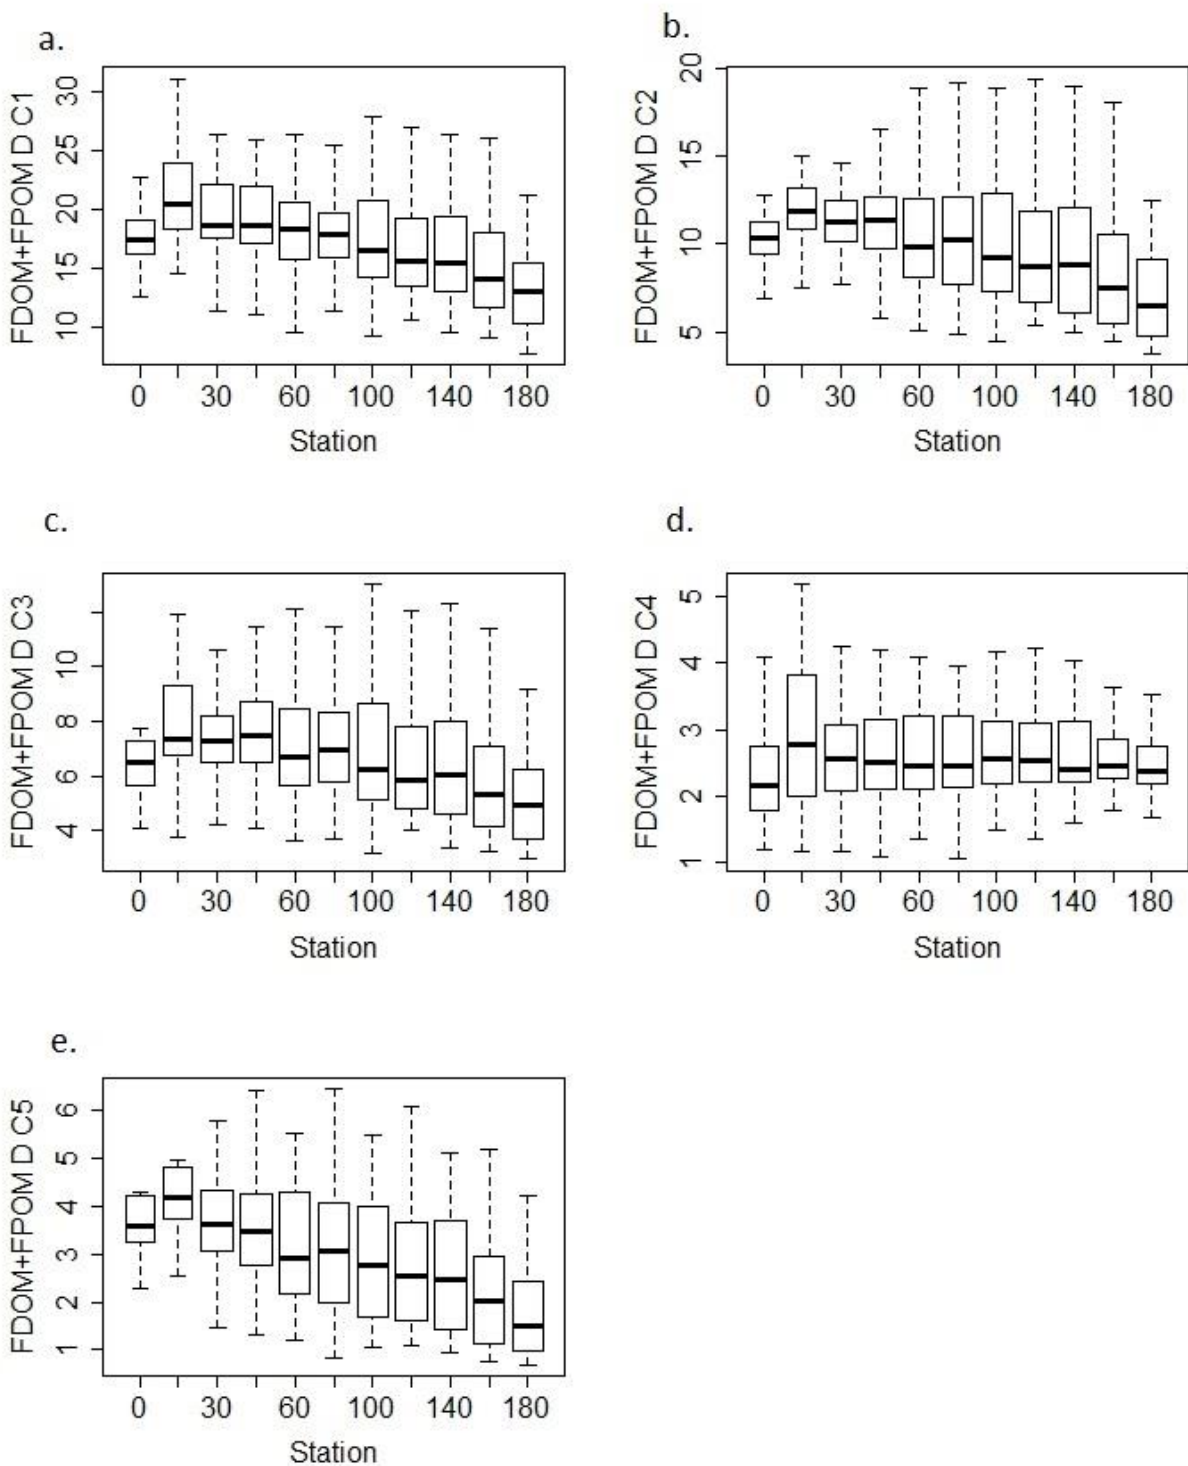 a.
FDOM+FPOM D C1
30
25
20
15
10
0 30 60 100 140 180
Station
b.
FDOM+FPOM D C2
20
15
10
5
0 30 60 100 140 180
Station
c.
FDOM+FPOM D C3
10
8
6
4
0 30 60 100 140 180
Station
d.
FDOM+FPOM D C4
5
4
3
2
1
0 30 60 100 140 180
Station
e.
FDOM+FPOM D C5
6
5
4
3
2
1
0 30 60 100 140 180
Station